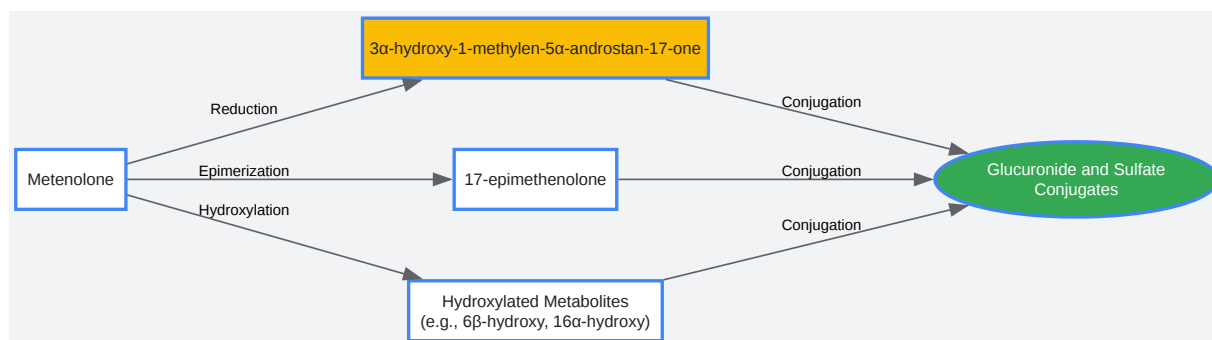 3α-hydroxy-1-methylen-5α-androstan-17-one
Reduction
Conjugation
Metenolone
Epimerization
17-epimethenolone
Conjugation
Glucuronide and Sulfate
Conjugates
Hydroxylation
Conjugation
Hydroxylated Metabolites
(e.g., 6β-hydroxy, 16α-hydroxy)